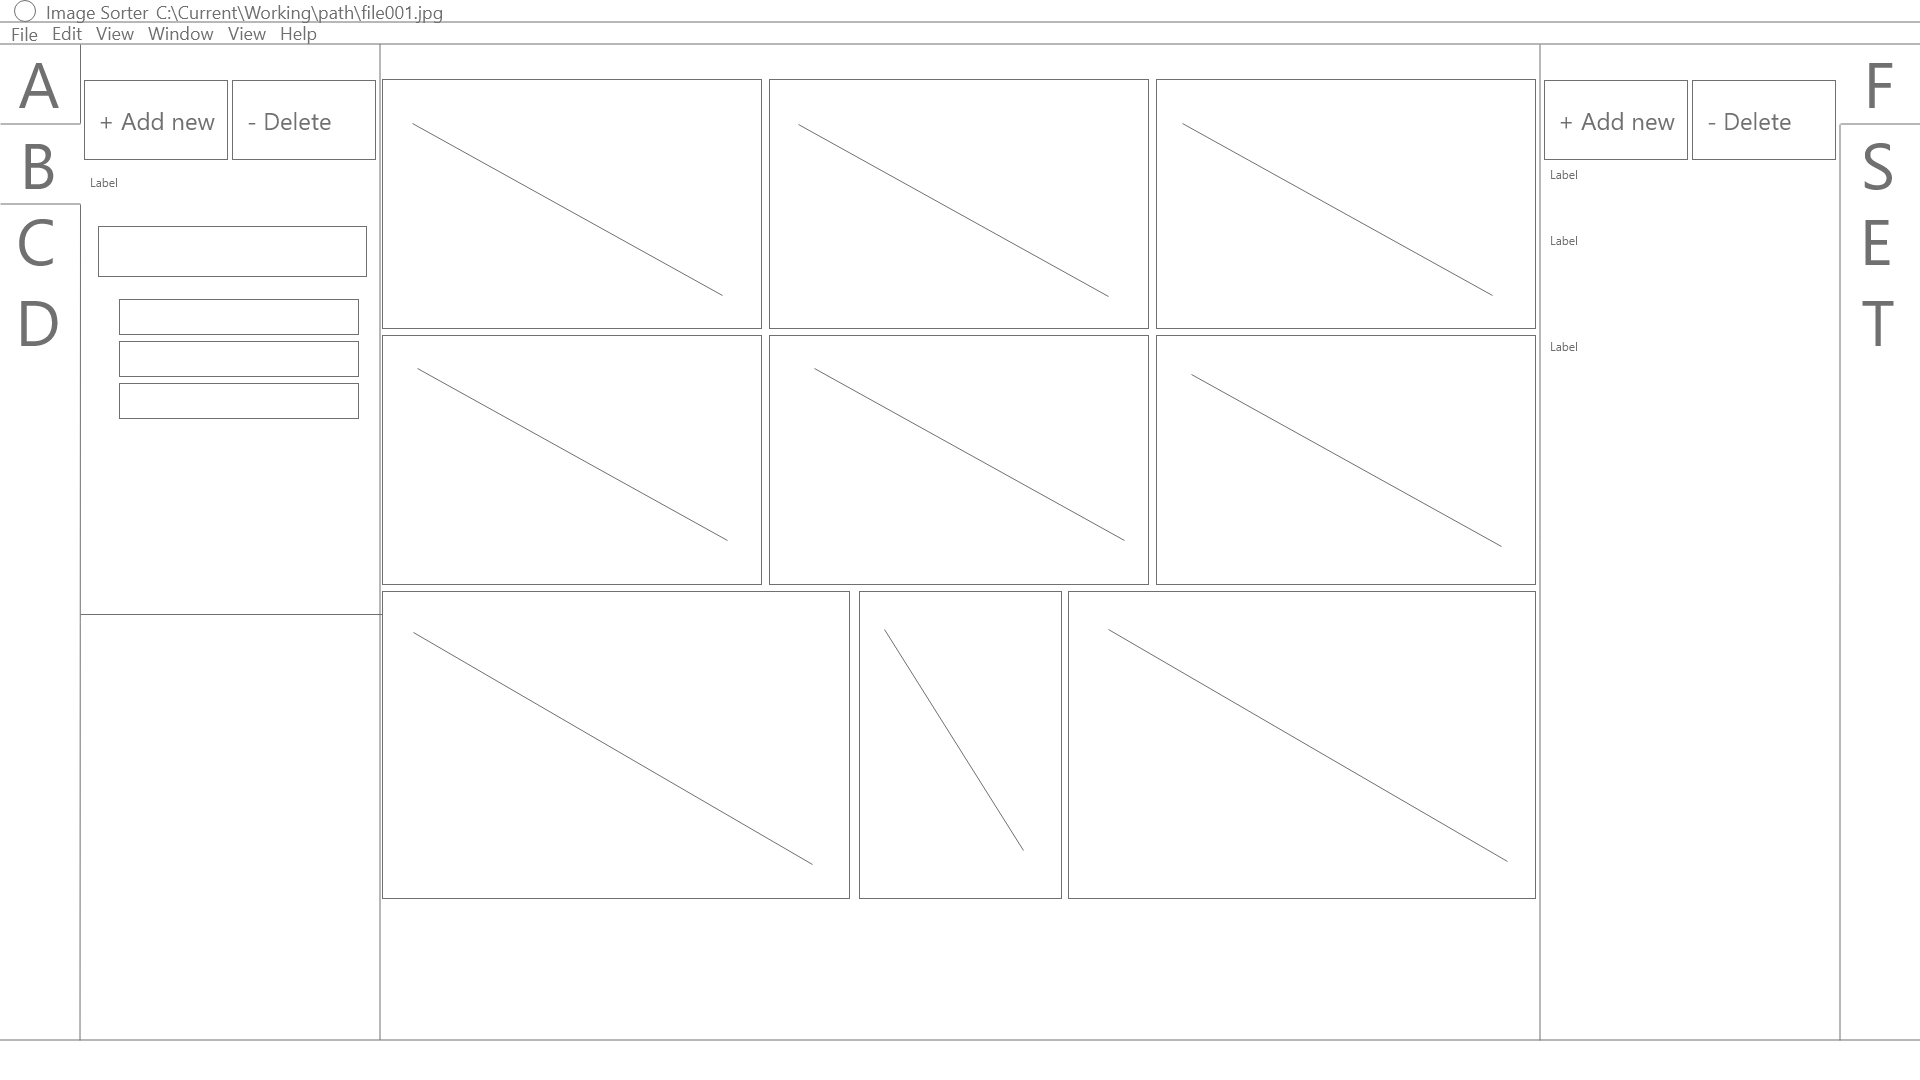 Image Sorter C:\Current\Working\path\file001.jpg
File Edit View Window View Help
A
B
C
D
+ Add new - Delete
Label
+ Add new - Delete
Label
Label
Label
F
S
E
T